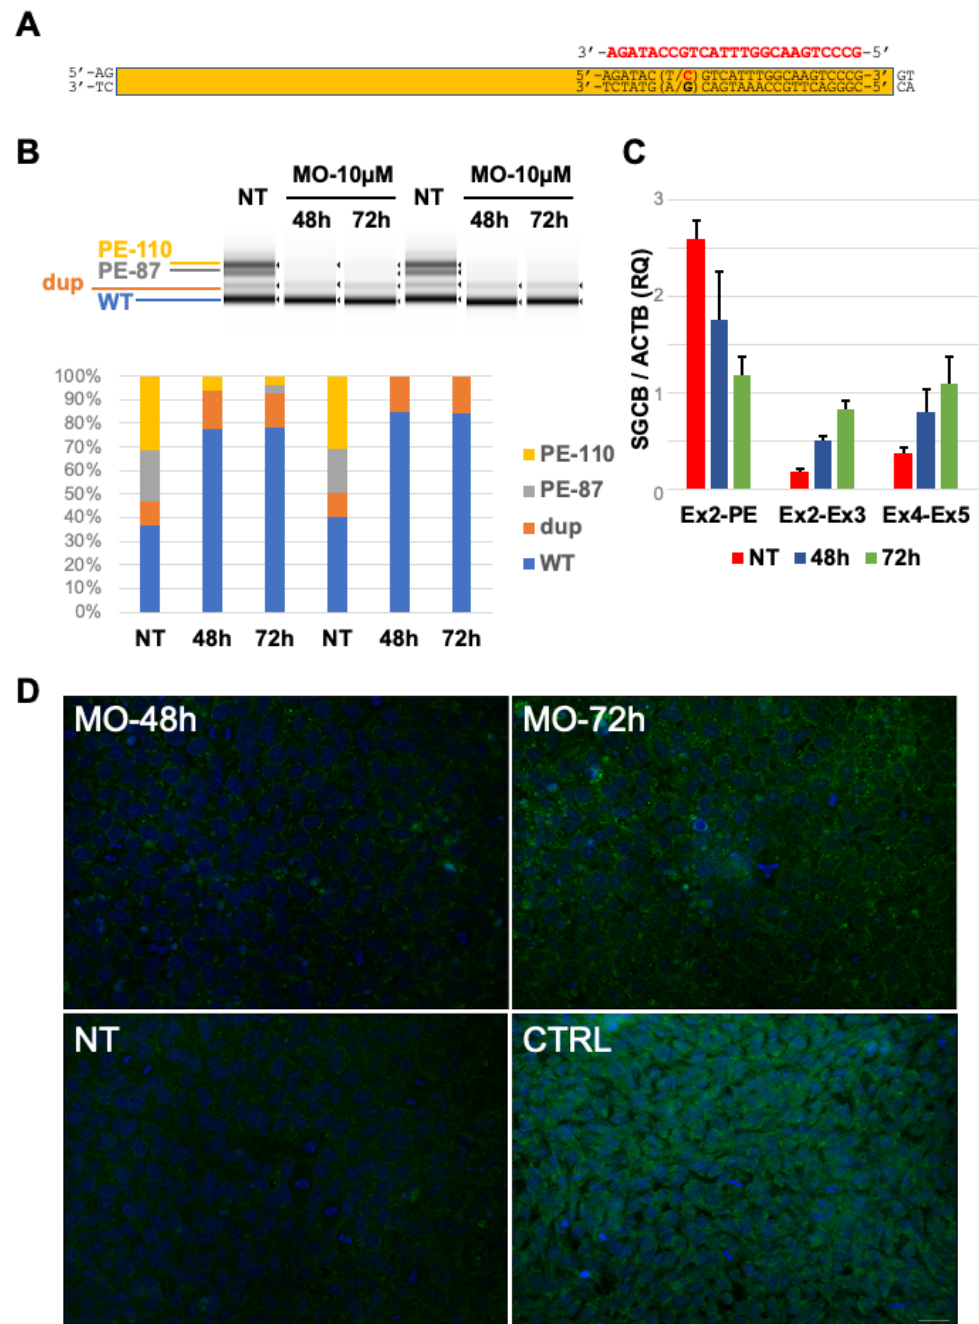 A
3'-AGATACCGTCATTTGGCAAGTCCCG-5'
5'-AG 5'-AGATAC(T/C)GTCATTTGGCAAGTCCCG-3' GT
3'-TC 3'-TCTATG(A/G)CAGTAAACCGTTCAGGGC-5' CA
B
NT MO-10μM NT MO-10μM
48h 72h 48h 72h
PE-110
PE-87
dup
WT
100%
90%
80%
70%
60%
50%
40%
30%
20%
10%
0%
NT 48h 72h NT 48h 72h
PE-110
PE-87
dup
WT
C
SGCB / ACTB (RQ)
3
2
1
0
Ex2-PE Ex2-Ex3 Ex4-Ex5
NT 48h 72h
D
MO-48h MO-72h
NT CTRL